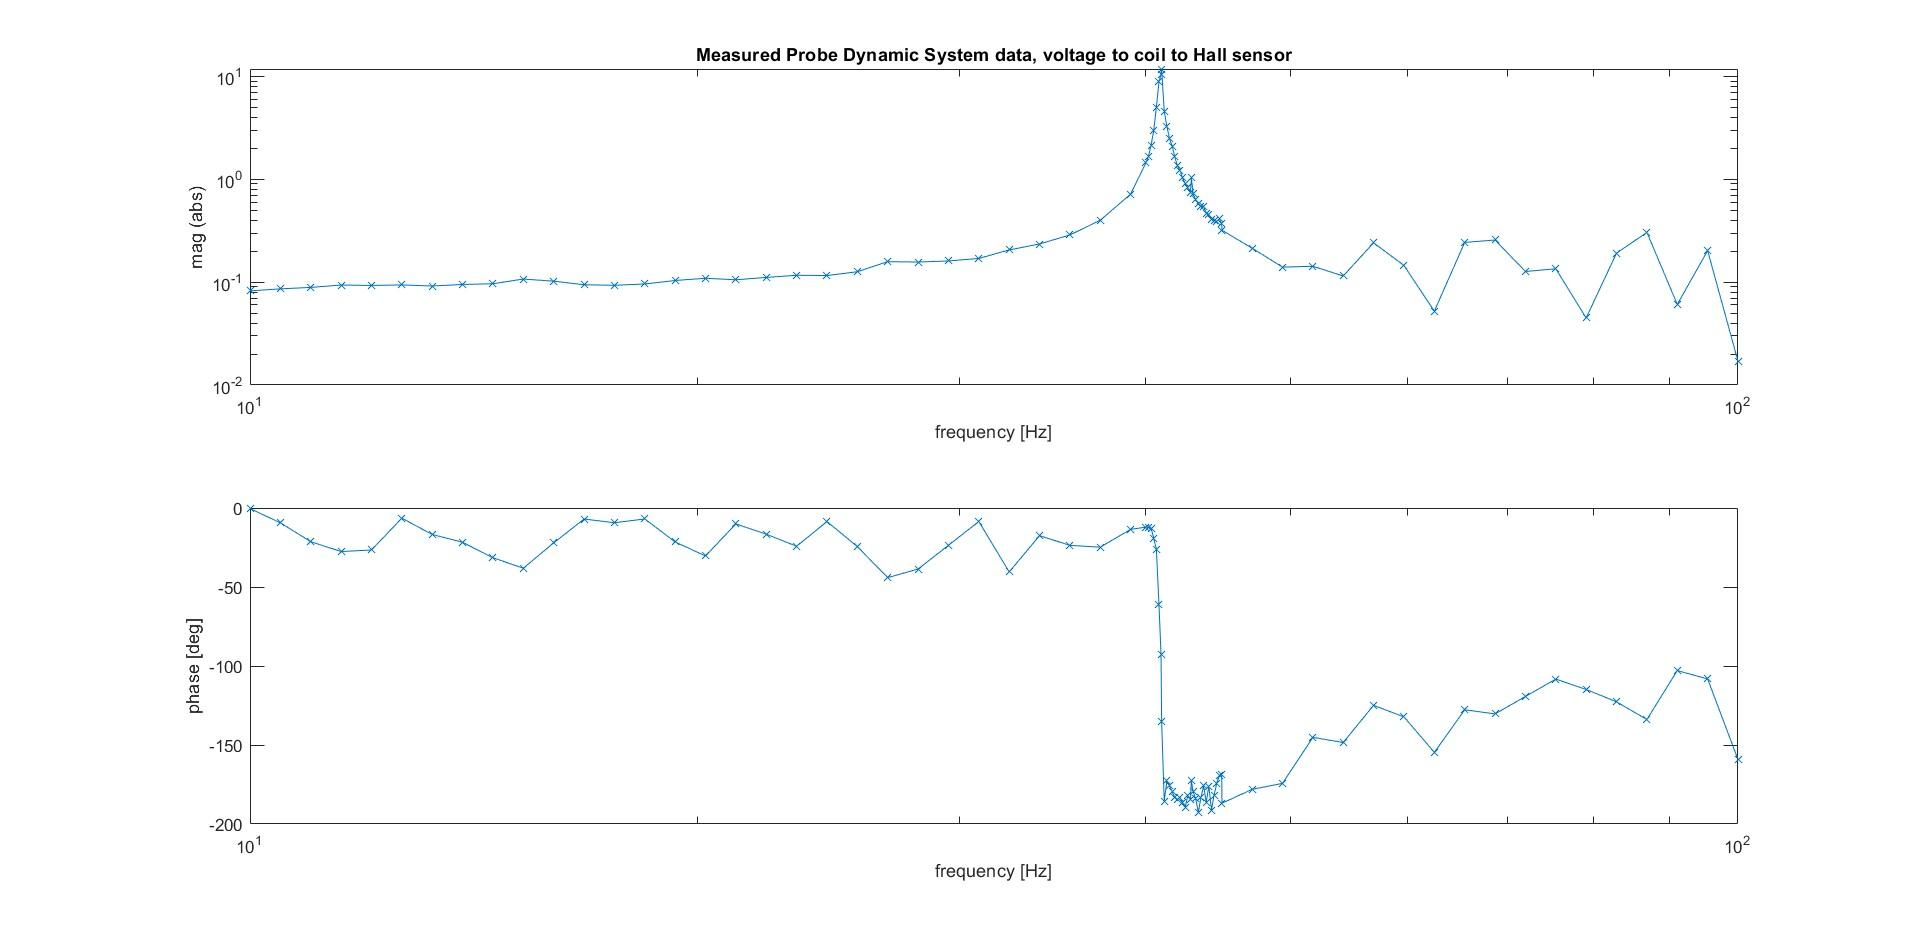 Measured Probe Dynamic System data, voltage to coil to Hall sensor
10^1
10^0
10^-1
10^-2
mag (abs)
10^1
10^2
frequency [Hz]
0
-50
-100
-150
-200
phase [deg]
10^1
10^2
frequency [Hz]